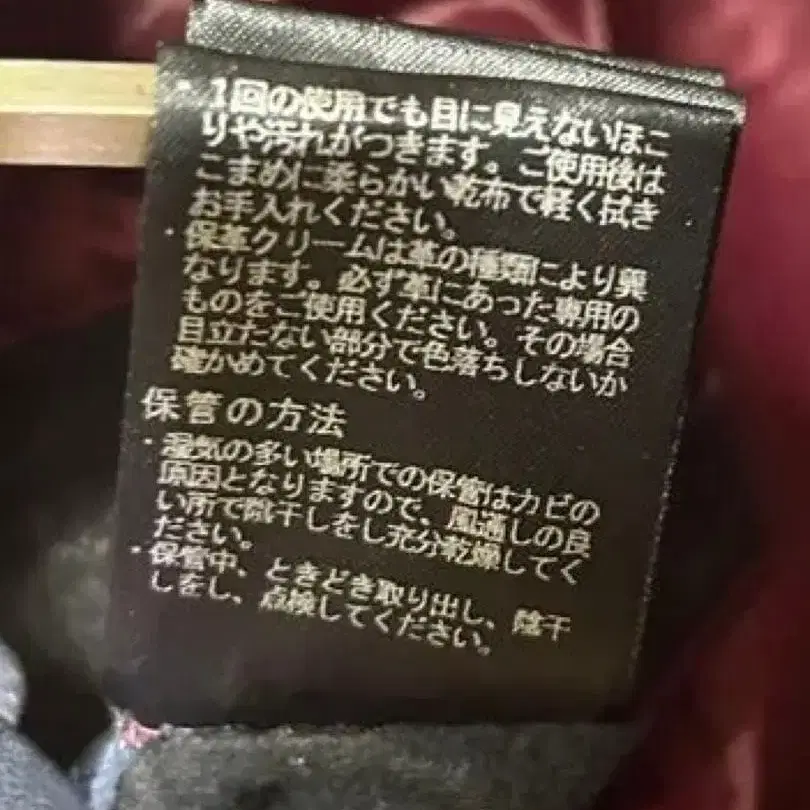 ・1回の使用でも目に見えないほこ
りや汚れがつきます。ご使用後は
こまめに柔らかい乾布で軽く拭き
お手入れください。
・保革クリームは革の種類により異
なります。必ず革にあった専用の
ものをご使用ください。その場合
目立たない部分で色落ちしないか
確かめてください。
保管の方法
・湿気の多い場所での保管はカビの
原因となりますので、風通しの良
い所で陰干しをし充分乾燥してく
ださい。
・保管中、ときどき取り出し、陰干
しをし、点検してください。